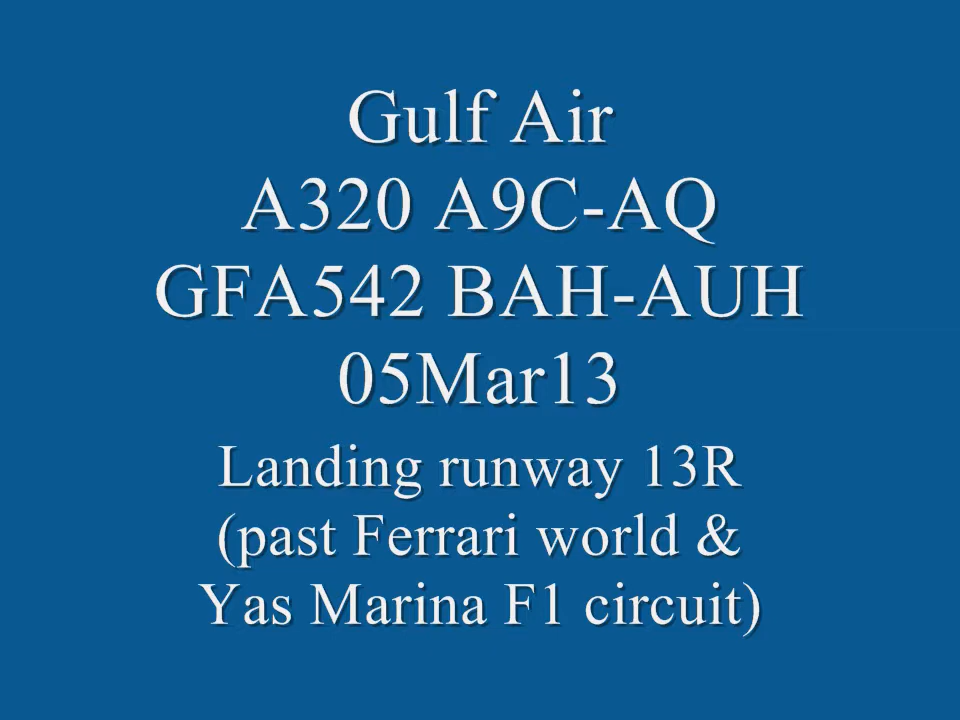 Gulf Air
A320 A9C-AQ
GFA542 BAH-AUH
05Mar13
Landing runway 13R
(past Ferrari world &
Yas Marina F1 circuit)